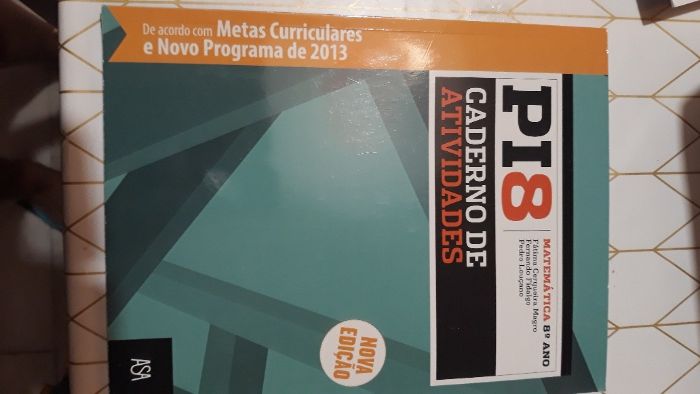 De acordo com Metas Curriculares
e Novo Programa de 2013
PI8
MATEMÁTICA 8º ANO
Fátima Cerqueira Magro
Fernando Fidalgo
Pedro Louçano
CADERNO DE
ATIVIDADES
NOVA
EDIÇÃO
ASA